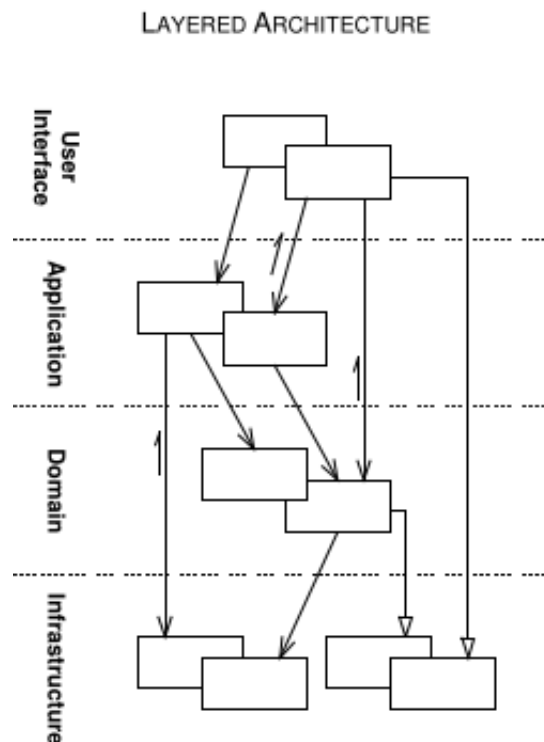 LAYERED ARCHITECTURE
User
Interface
Application
Domain
Infrastructure